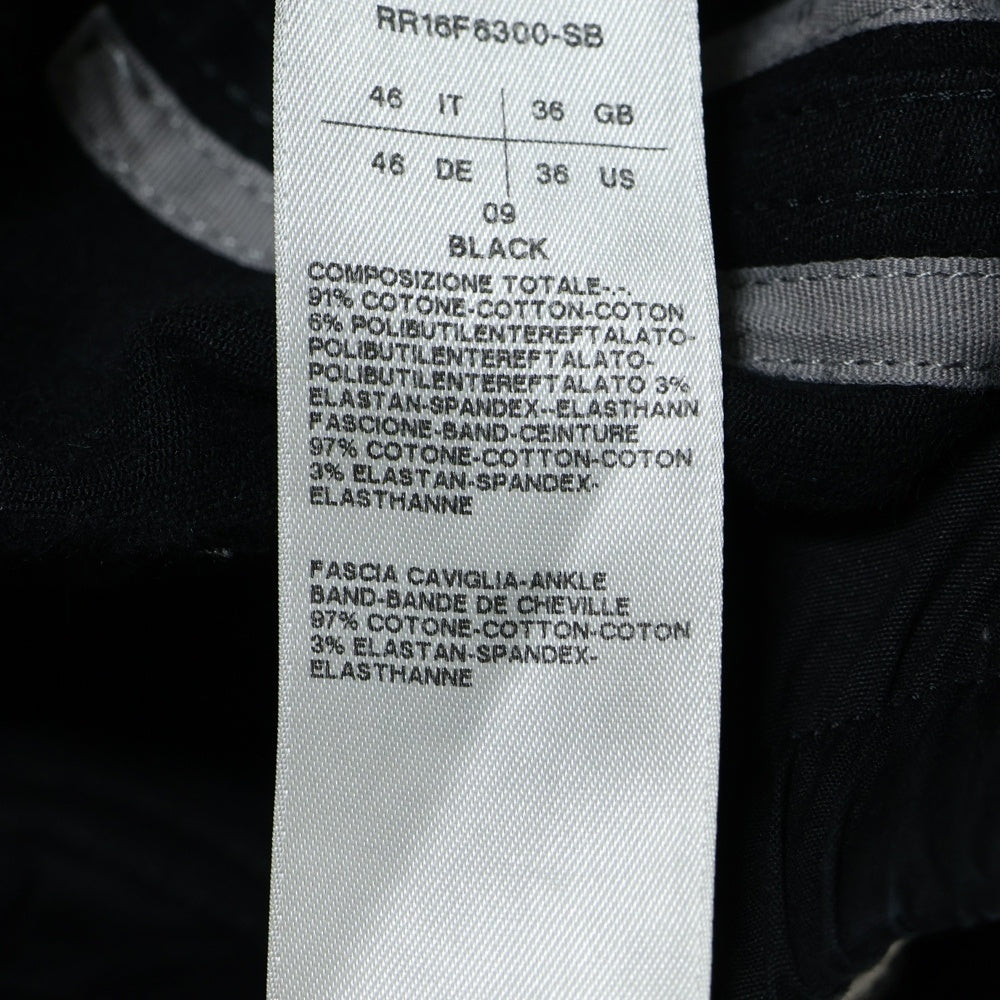 RR16F6300-SB
46 IT 36 GB
46 DE 36 US
09
BLACK
COMPOSIZIONE TOTALE-.-.
91% COTONE-COTTON-COTON
6% POLIBUTILENTEREFTALATO-
POLIBUTILENTEREFTALATO-
POLIBUTILENTEREFTALATO 3%
ELASTAN-SPANDEX--ELASTHANN
FASCIONE-BAND-CEINTURE
97% COTONE-COTTON-COTON
3% ELASTAN-SPANDEX-
ELASTHANNE
FASCIA CAVIGLIA-ANKLE
BAND-BANDE DE CHEVILLE
97% COTONE-COTTON-COTON
3% ELASTAN-SPANDEX-
ELASTHANNE